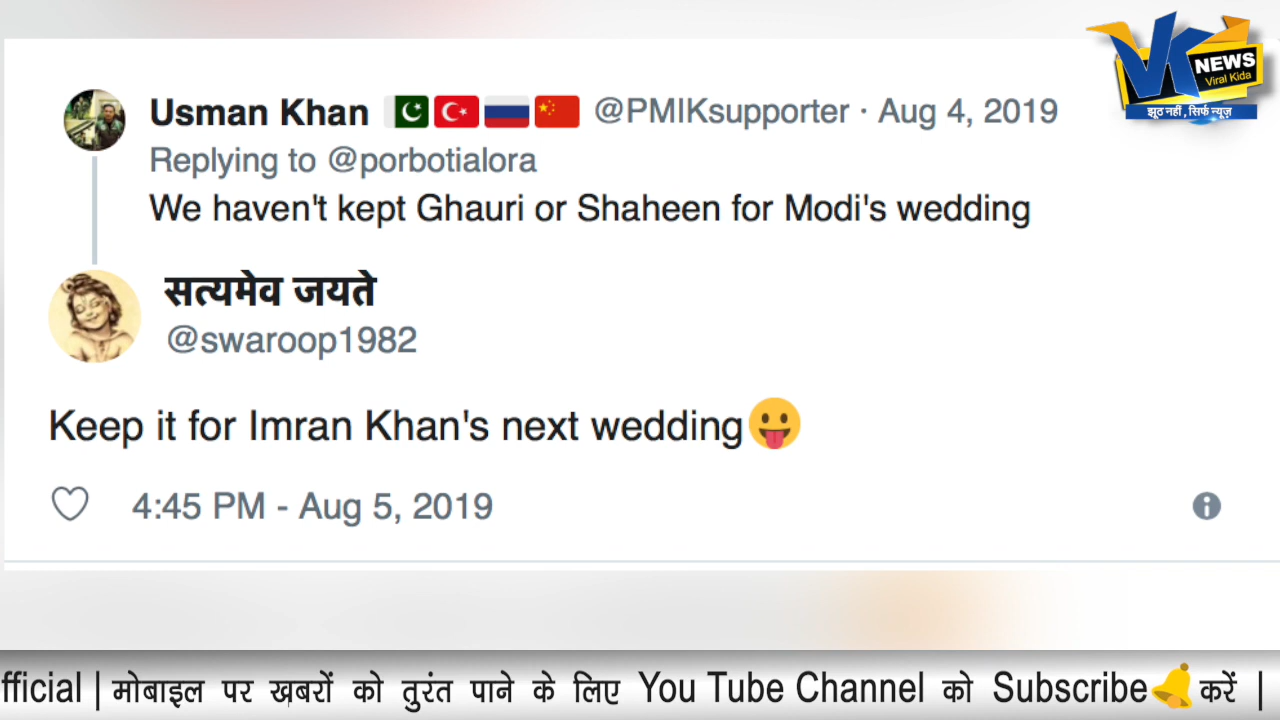 VK NEWS
Viral Kida
झूठ नहीं, सिर्फ न्यूज़
Usman Khan 🇵🇰🇹🇷🇷🇺🇨🇳 @PMIKsupporter · Aug 4, 2019
Replying to @porbotialora
We haven't kept Ghauri or Shaheen for Modi's wedding
सत्यमेव जयते
@swaroop1982
Keep it for Imran Khan's next wedding😛
4:45 PM - Aug 5, 2019
fficial | मोबाइल पर ख़बरों को तुरंत पाने के लिए You Tube Channel को Subscribe🔔करें |